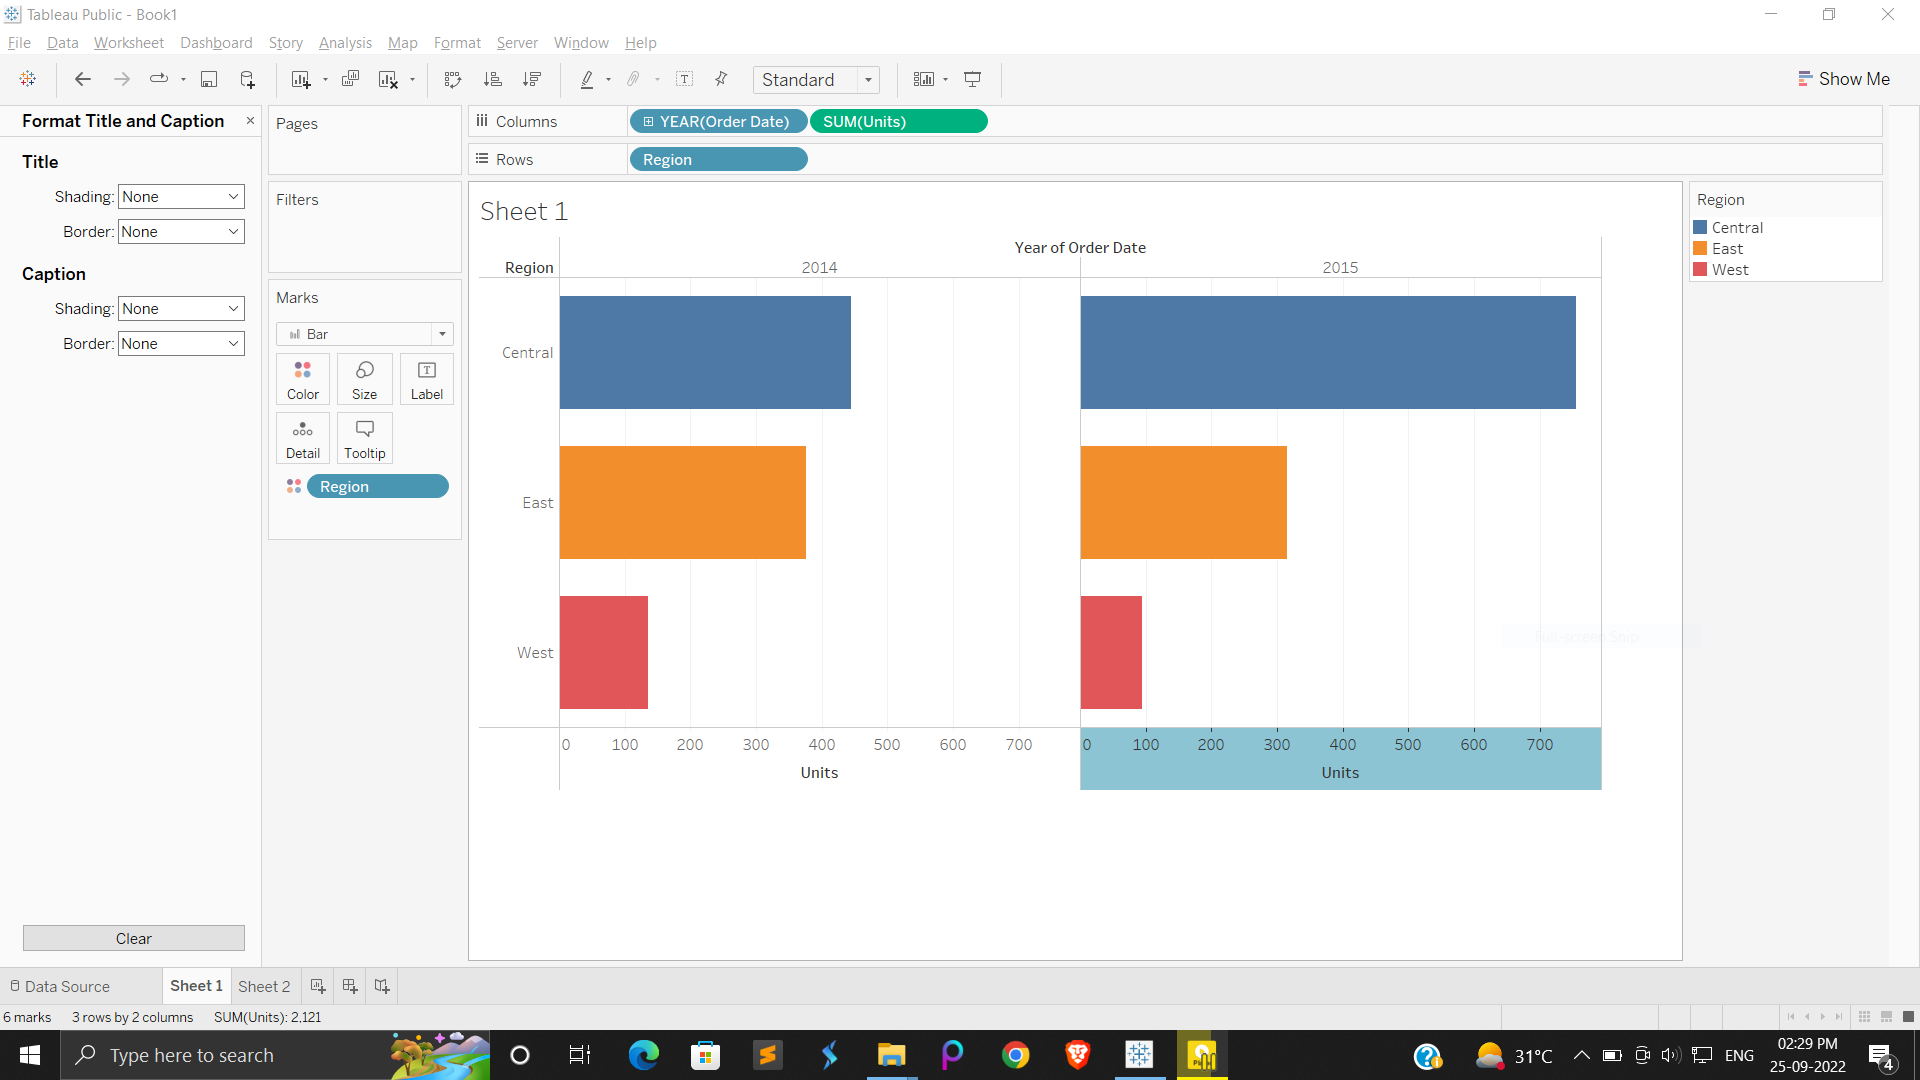 Tableau Public - Book1
File Data Worksheet Dashboard Story Analysis Map Format Server Window Help
Standard
Show Me
Format Title and Caption
Title
Shading: None
Border: None
Caption
Shading: None
Border: None
Clear
Pages
Filters
Marks
Bar
Color Size Label
Detail Tooltip
Region
Columns YEAR(Order Date) SUM(Units)
Rows Region
Sheet 1
Year of Order Date
Region 2014 2015
Central
East
West
0 100 200 300 400 500 600 700 0 100 200 300 400 500 600 700
Units Units
Full-screen Snip
Region
Central
East
West
Data Source Sheet 1 Sheet 2
6 marks 3 rows by 2 columns SUM(Units): 2,121
Type here to search
31°C ENG
02:29 PM
25-09-2022
4